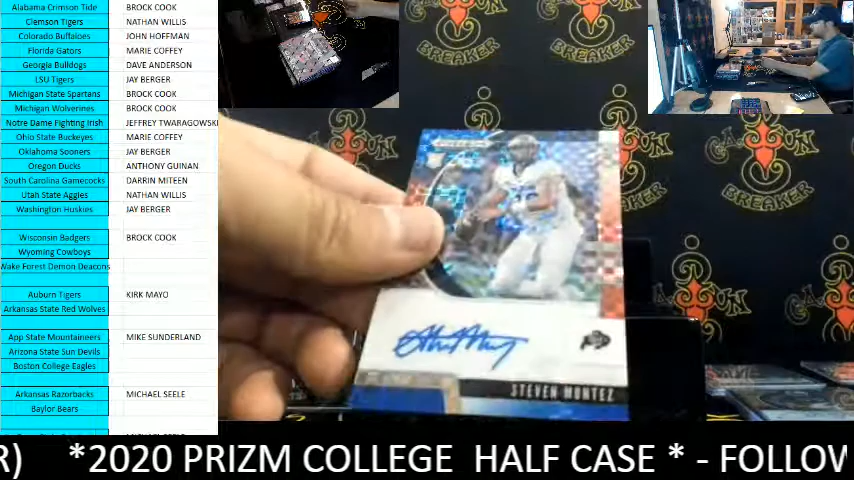 Alabama Crimson Tide BROCK COOK
Clemson Tigers NATHAN WILLIS
Colorado Buffaloes JOHN HOFFMAN
Florida Gators MARIE COFFEY
Georgia Bulldogs DAVE ANDERSON
LSU Tigers JAY BERGER
Michigan State Spartans BROCK COOK
Michigan Wolverines BROCK COOK
Notre Dame Fighting Irish JEFFREY TWARAGOWSKI
Ohio State Buckeyes MARIE COFFEY
Oklahoma Sooners JAY BERGER
Oregon Ducks ANTHONY GUINAN
South Carolina Gamecocks DARRIN MITEEN
Utah State Aggies NATHAN WILLIS
Washington Huskies JAY BERGER
Wisconsin Badgers BROCK COOK
Wyoming Cowboys
Wake Forest Demon Deacons
Auburn Tigers KIRK MAYO
Arkansas State Red Wolves
App State Mountaineers MIKE SUNDERLAND
Arizona State Sun Devils
Boston College Eagles
Arkansas Razorbacks MICHAEL SEELE
Baylor Bears
BREAKER
BREAKER
BREAKER
STEVEN MONTEZ
R) *2020 PRIZM COLLEGE HALF CASE * - FOLLOW